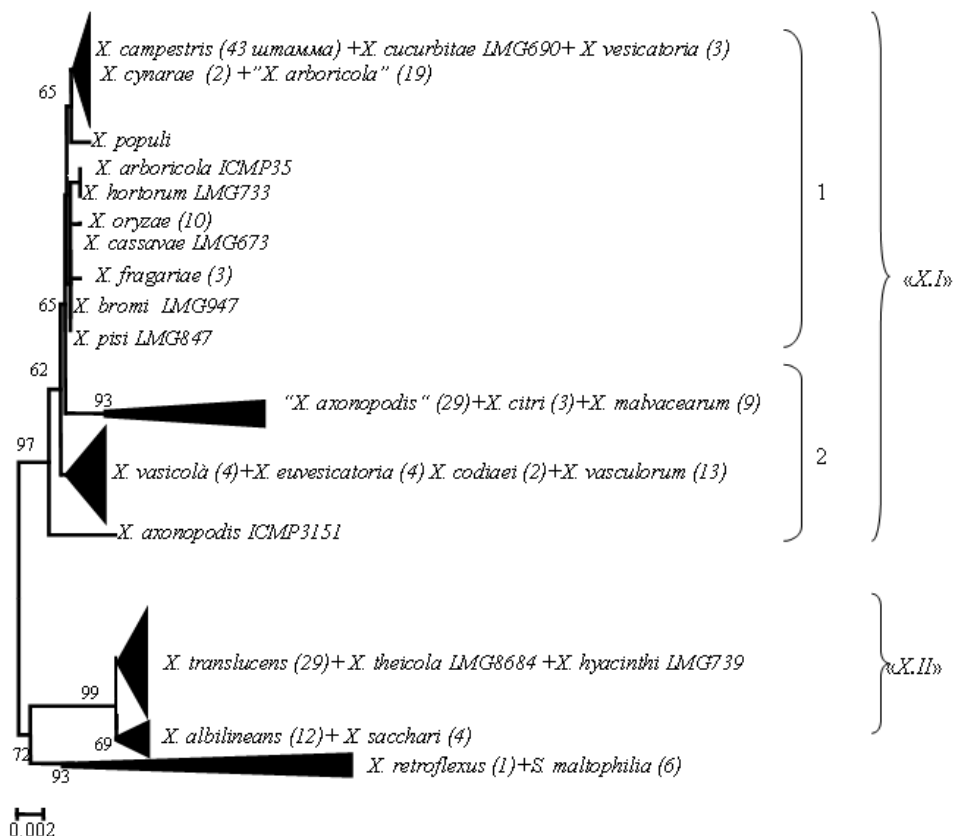 X. campestris (43 штамма) +X. cucurbitae LMG690+ X vesicatoria (3)
X. cynarae (2) +”X. arboricola” (19)
65
X. populi
X. arboricola ICMP35
X. hortorum LMG733
1
X. oryzae (10)
X. cassavae LMG673
X. fragariae (3)
«X.I»
65
X. bromi LMG947
X. pisi LMG847
62
93
“X. axonopodis“ (29)+X. citri (3)+X. malvacearum (9)
97
2
X. vasicolà (4)+X. euvesicatoria (4) X. codiaei (2)+X. vasculorum (13)
X. axonopodis ICMP3151
X. translucens (29)+ X. theicola LMG8684 +X. hyacinthi LMG739
«X.II»
99
X. albilineans (12)+ X sacchari (4)
69
72
X. retroflexus (1)+S. maltophilia (6)
93
0.002